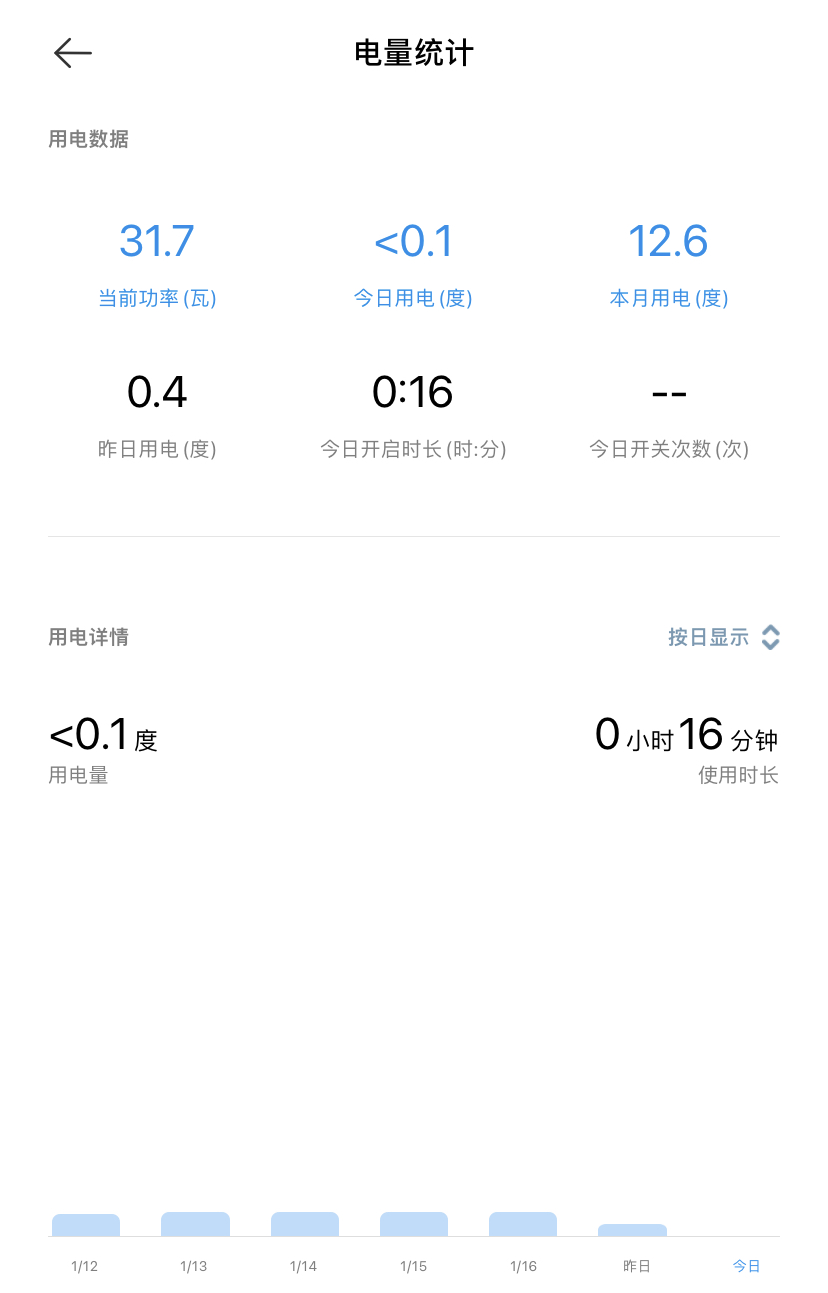 电量统计
用电数据
31.7 <0.1 12.6
当前功率(瓦) 今日用电(度) 本月用电(度)
0.4 0:16 --
昨日用电(度) 今日开启时长(时:分) 今日开关次数(次)
用电详情 按日显示
<0.1 度 0 小时 16 分钟
用电量 使用时长
1/12 1/13 1/14 1/15 1/16 昨日 今日